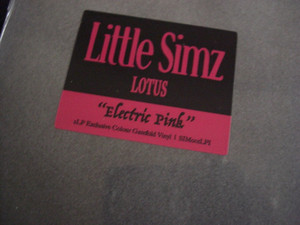 Little Simz
LOTUS
"Electric Pink"
Exclusive Colour Gatefold Vinyl |